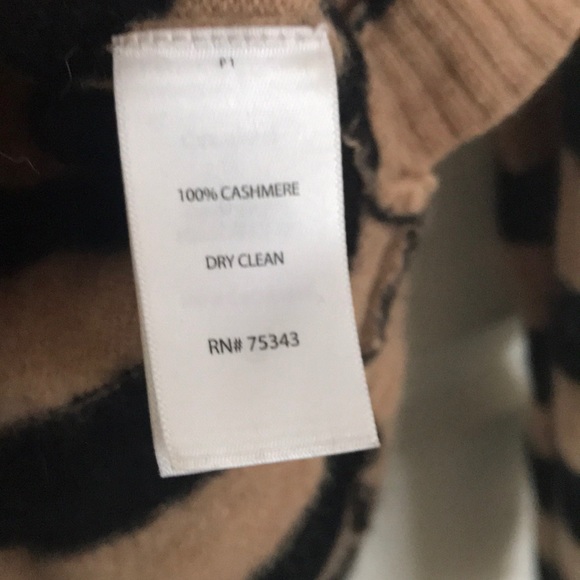 P1
100% CASHMERE
DRY CLEAN
RN# 75343